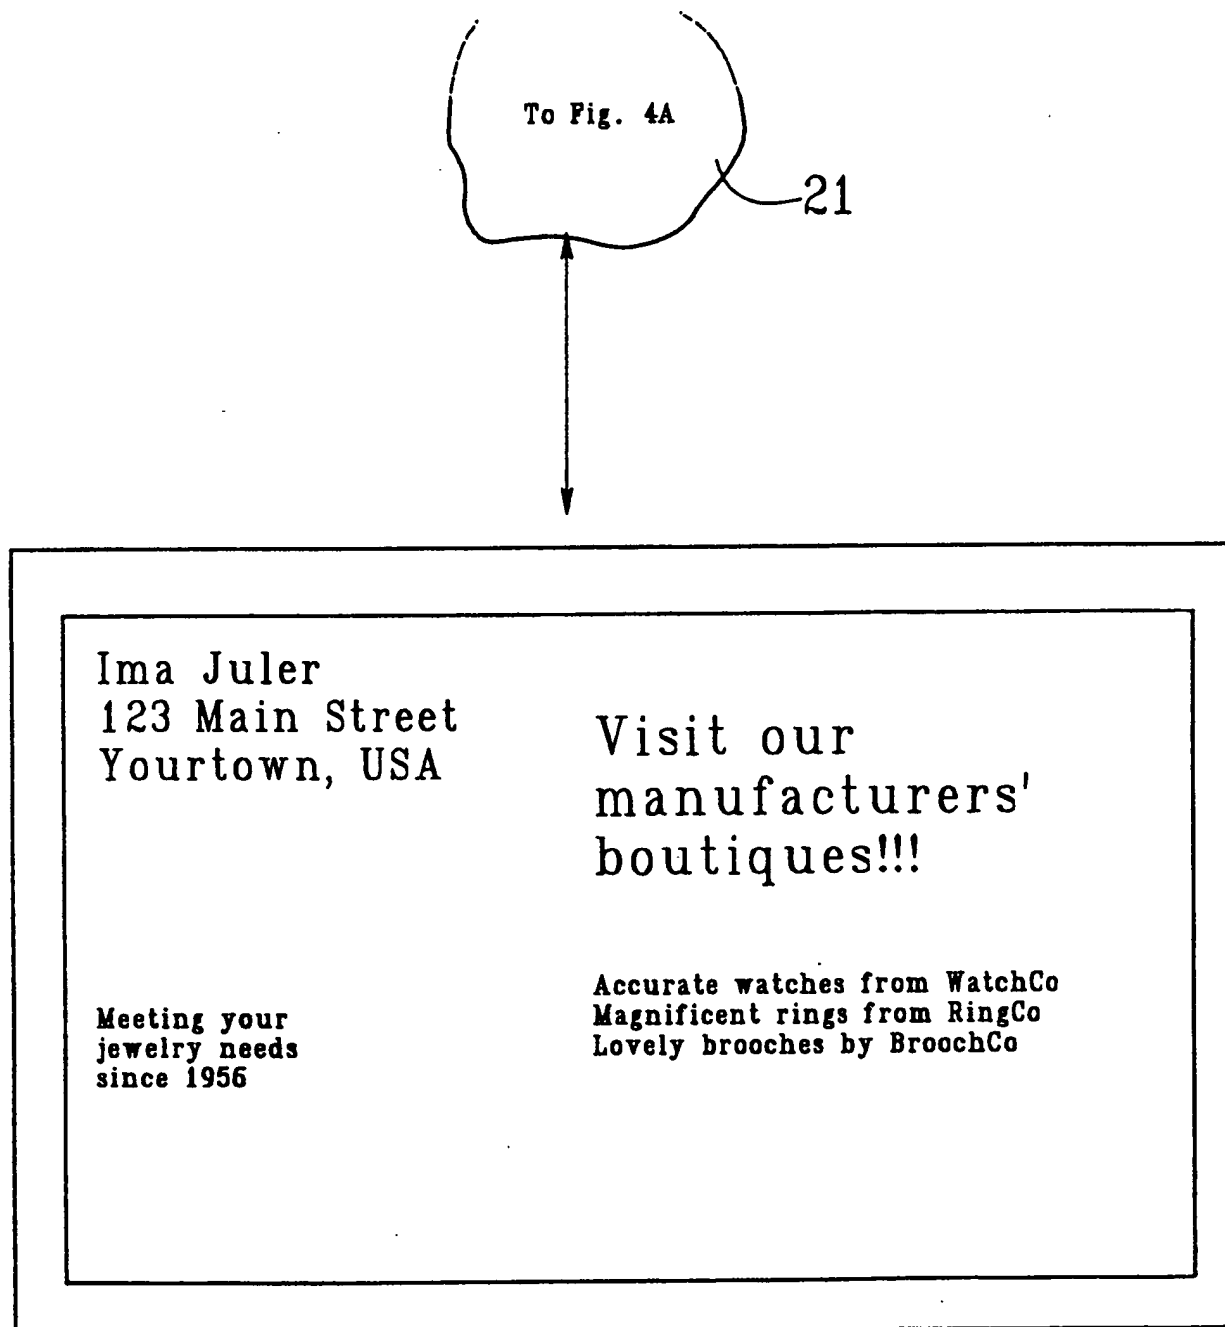 To Fig. 4A
21
Ima Juler
123 Main Street
Yourtown, USA
Visit our
manufacturers'
boutiques!!!
Meeting your
jewelry needs
since 1956
Accurate watches from WatchCo
Magnificent rings from RingCo
Lovely brooches by BroochCo